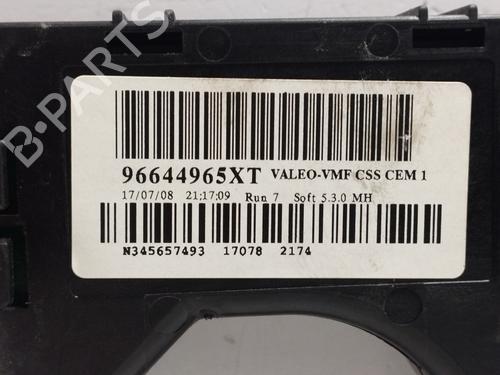 B-PARTS
96644965XT VALEO-VMF CSS CEM 1
17/07/08 21:17:09 Run 7 Soft 5.3.0 MH
N345657493 17078 2174